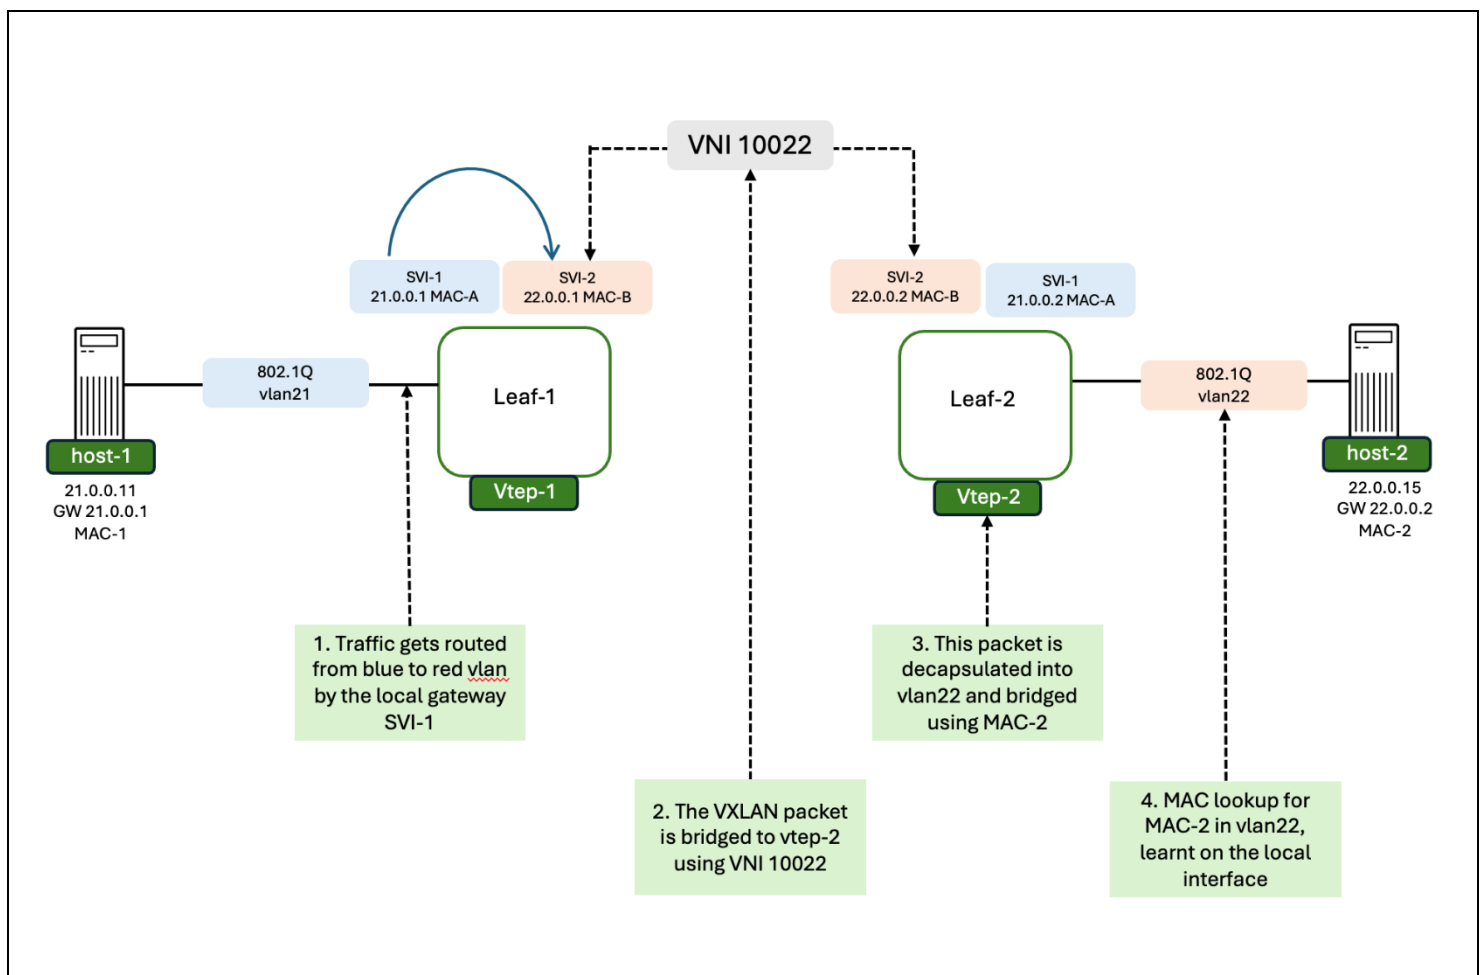 VNI 10022
SVI-1
21.0.0.1 MAC-A
SVI-2
22.0.0.1 MAC-B
SVI-2
22.0.0.2 MAC-B
SVI-1
21.0.0.2 MAC-A
802.1Q
vlan21
Leaf-1
Leaf-2
802.1Q
vlan22
host-1
21.0.0.11
GW 21.0.0.1
MAC-1
Vtep-1
Vtep-2
host-2
22.0.0.15
GW 22.0.0.2
MAC-2
1. Traffic gets routed
from blue to red vlan
by the local gateway
SVI-1
2. The VXLAN packet
is bridged to vtep-2
using VNI 10022
3. This packet is
decapsulated into
vlan22 and bridged
using MAC-2
4. MAC lookup for
MAC-2 in vlan22,
learnt on the local
interface